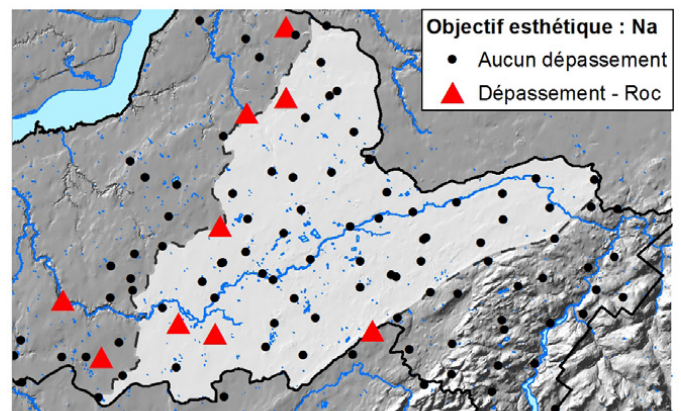 Objectif esthétique : Na
Aucun dépassement
Dépassement - Roc